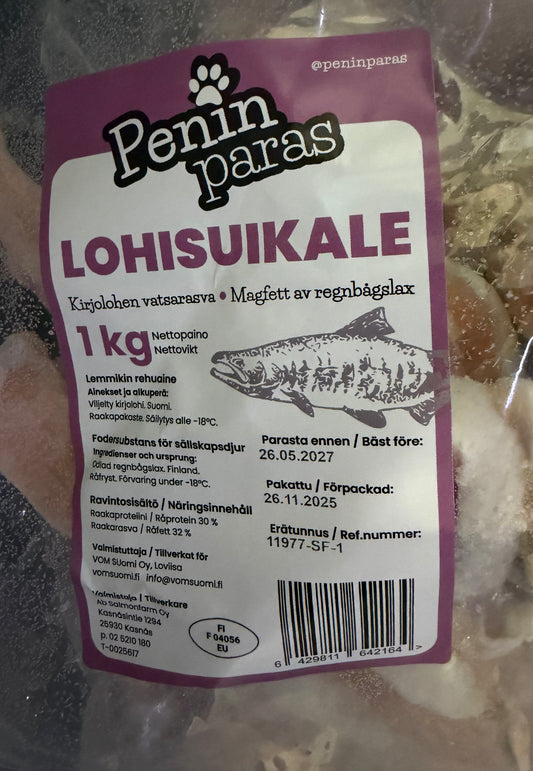 @peninparas
Penin
paras
LOHISUIKALE
Kirjolohen vatsarasva • Magfett av regnbågslax
1 kg Nettopaino
Nettovikt
Lemmikin rehuaine
Ainekset ja alkuperä:
Viljelty kirjolohi. Suomi.
Raakapakaste. Säilytys alle -18°C.
Fodersubstans för sällskapsdjur
Ingredienser och ursprung:
Odlad regnbågslax. Finland.
Råfryst. Förvaring under -18°C.
Ravintosisältö / Näringsinnehåll
Raakaproteiini / Råprotein 30 %
Raakarasva / Råfett 32 %
Valmistuttaja / Tillverkat för
VOM SUomi Oy, Loviisa
vomsuomi.fi info@vomsuomi.fi
Valmistaja / Tillverkare
Ab Salmonfarm Oy
Kasnäsintie 1294
25930 Kasnäs
p. 02 5210 180
T-0025617
Parasta ennen / Bäst före:
26.05.2027
Pakattu / Förpackad:
26.11.2025
Erätunnus / Ref.nummer:
11977-SF-1
FI
F 04056
EU
6 429811 642164 >